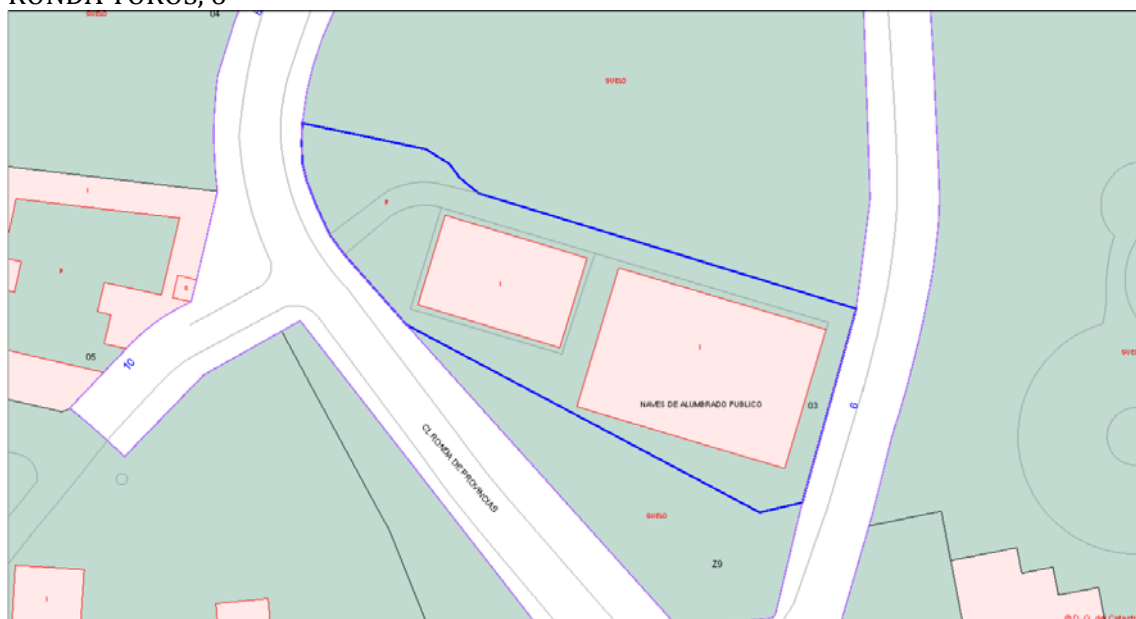 RONDA TOROS, 6
SUELO
04
SUELO
I
P
P
I
I
05
10
NAVES DE ALUMBRADO PUBLICO
03
6
SUELO
CL RONDA DE PROVINCIAS
SUELO
Z9
I